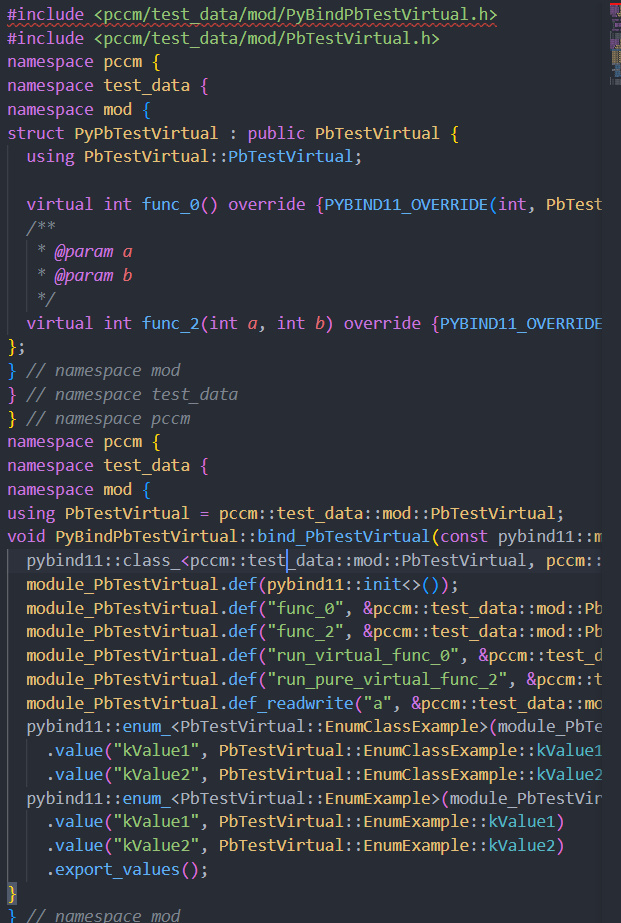 #include <pccm/test_data/mod/PyBindPbTestVirtual.h>
#include <pccm/test_data/mod/PbTestVirtual.h>
namespace pccm {
namespace test_data {
namespace mod {
struct PyPbTestVirtual : public PbTestVirtual {
  using PbTestVirtual::PbTestVirtual;

  virtual int func_0() override {PYBIND11_OVERRIDE(int, PbTest
  /**
   * @param a
   * @param b
   */
  virtual int func_2(int a, int b) override {PYBIND11_OVERRIDE
};
} // namespace mod
} // namespace test_data
} // namespace pccm
namespace pccm {
namespace test_data {
namespace mod {
using PbTestVirtual = pccm::test_data::mod::PbTestVirtual;
void PyBindPbTestVirtual::bind_PbTestVirtual(const pybind11::m
  pybind11::class_<pccm::test_data::mod::PbTestVirtual, pccm::
  module_PbTestVirtual.def(pybind11::init<>());
  module_PbTestVirtual.def("func_0", &pccm::test_data::mod::Pb
  module_PbTestVirtual.def("func_2", &pccm::test_data::mod::Pb
  module_PbTestVirtual.def("run_virtual_func_0", &pccm::test_d
  module_PbTestVirtual.def("run_pure_virtual_func_2", &pccm::t
  module_PbTestVirtual.def_readwrite("a", &pccm::test_data::mo
  pybind11::enum_<PbTestVirtual::EnumClassExample>(module_PbTe
    .value("kValue1", PbTestVirtual::EnumClassExample::kValue1
    .value("kValue2", PbTestVirtual::EnumClassExample::kValue2
  pybind11::enum_<PbTestVirtual::EnumExample>(module_PbTestVir
    .value("kValue1", PbTestVirtual::EnumExample::kValue1)
    .value("kValue2", PbTestVirtual::EnumExample::kValue2)
    .export_values();
}
} // namespace mod